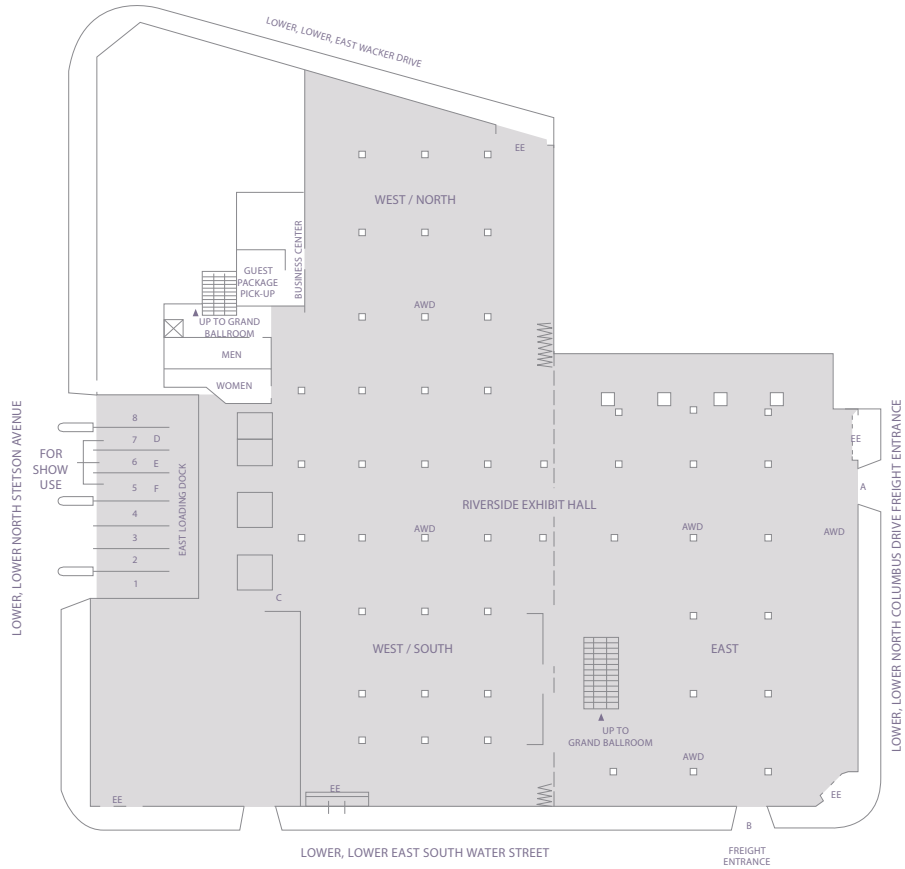 LOWER, LOWER, EAST WACKER DRIVE
EE
WEST / NORTH
BUSINESS CENTER
GUEST
PACKAGE
PICK-UP
AWD
UP TO GRAND
BALLROOM
MEN
WOMEN
LOWER, LOWER NORTH STETSON AVENUE
FOR
SHOW
USE
8
7 D
6 E
5 F
4
3
2
1
EAST LOADING DOCK
EE
A
RIVERSIDE EXHIBIT HALL
AWD
AWD
AWD
LOWER, LOWER NORTH COLUMBUS DRIVE FREIGHT ENTRANCE
C
WEST / SOUTH
EAST
UP TO
GRAND BALLROOM
AWD
EE
EE
EE
B
FREIGHT
ENTRANCE
LOWER, LOWER EAST SOUTH WATER STREET